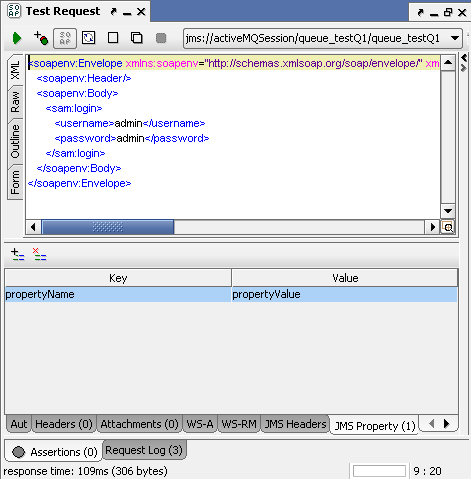 Test Request
SO
AP
jms://activeMQSession/queue_testQ1/queue_testQ1
XML
Raw
Outline
Form
<soapenv:Envelope xmlns:soapenv="http://schemas.xmlsoap.org/soap/envelope/" xm
<soapenv:Header/>
<soapenv:Body>
<sam:login>
<username>admin</username>
<password>admin</password>
</sam:login>
</soapenv:Body>
</soapenv:Envelope>
Key Value
propertyName propertyValue
Aut Headers (0) Attachments (0) WS-A WS-RM JMS Headers JMS Property (1)
Assertions (0) Request Log (3)
response time: 109ms (306 bytes) 9 : 20